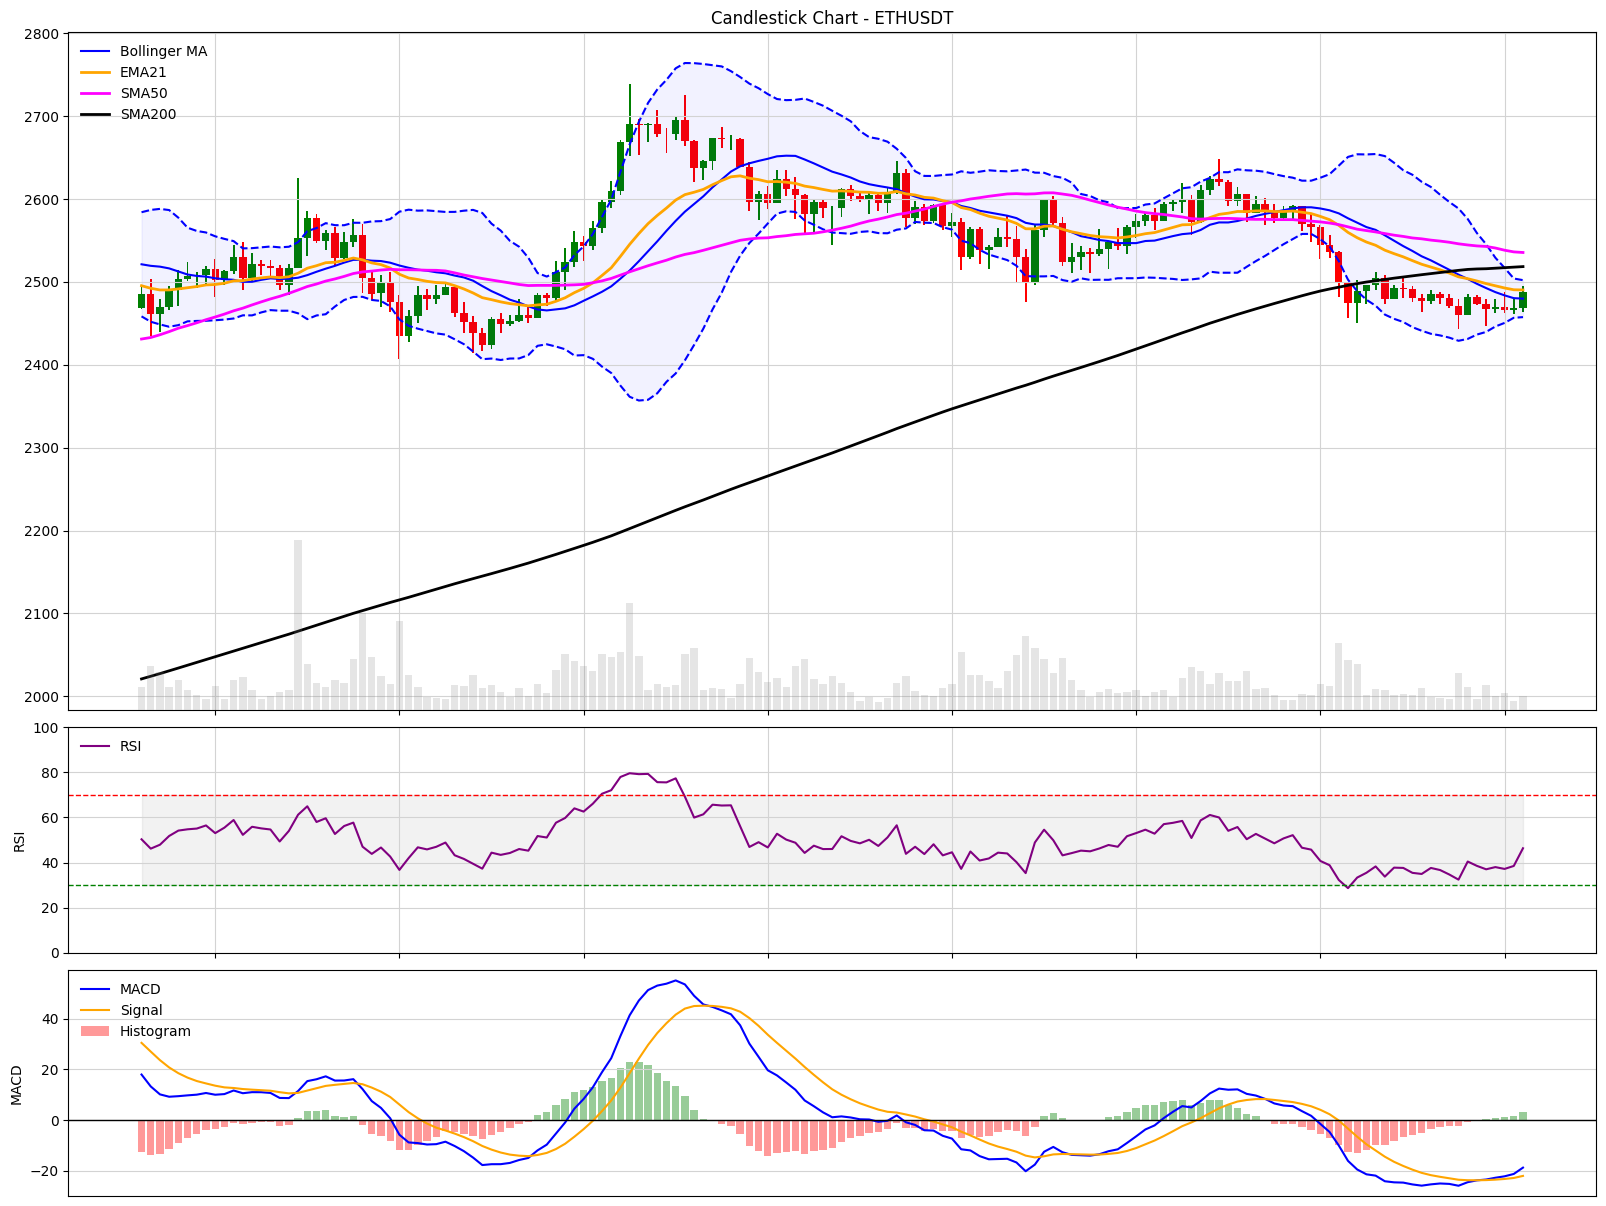 Candlestick Chart - ETHUSDT
2800
2700
2600
2500
2400
2300
2200
2100
2000
Bollinger MA
EMA21
SMA50
SMA200
100
80
60
40
20
0
RSI
RSI
40
20
0
−20
MACD
MACD
Signal
Histogram